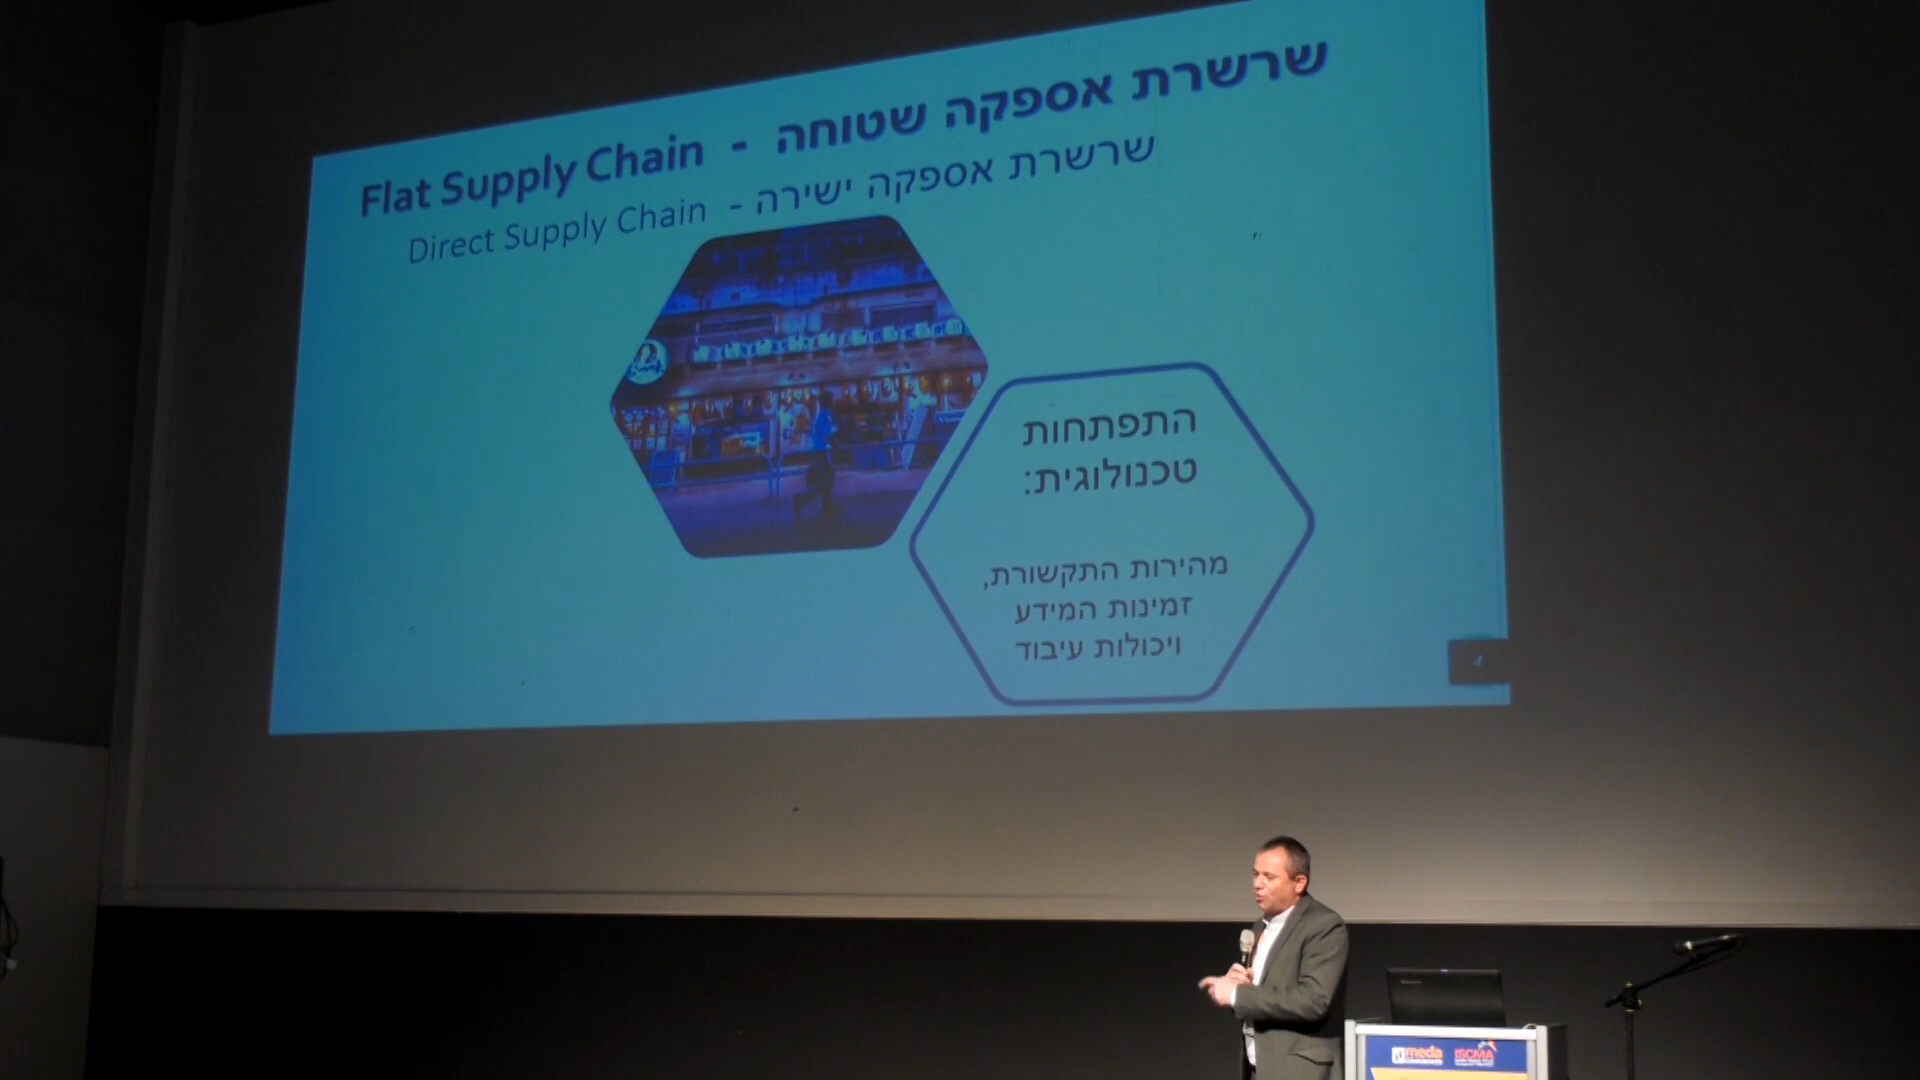 Flat Supply Chain - שרשרת אספקה שטוחה
Direct Supply Chain - שרשרת אספקה ישירה
התפתחות
טכנולוגית:
מהירות התקשורת,
זמינות המידע
ויכולות עיבוד
4
meda
ISCMA